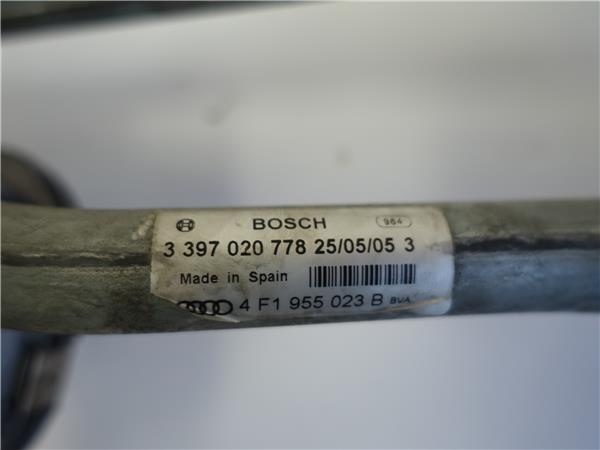 BOSCH 984
3 397 020 778 25/05/05 3
Made in Spain
4 F1 955 023 B BVA